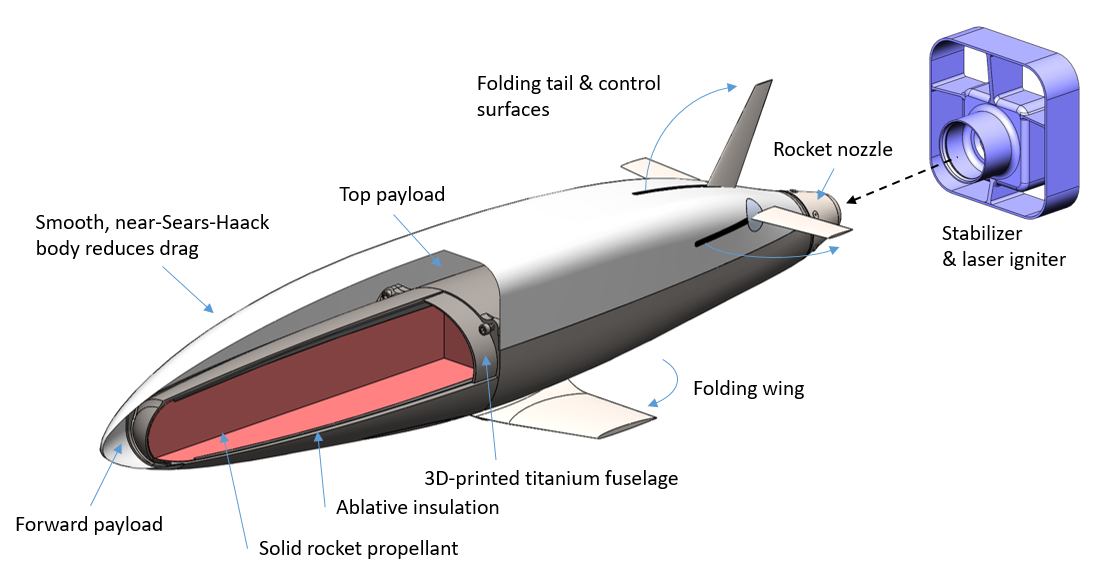 Folding tail & control
surfaces
Rocket nozzle
Top payload
Smooth, near-Sears-Haack
body reduces drag
Stabilizer
& laser igniter
Folding wing
3D-printed titanium fuselage
Ablative insulation
Forward payload
Solid rocket propellant